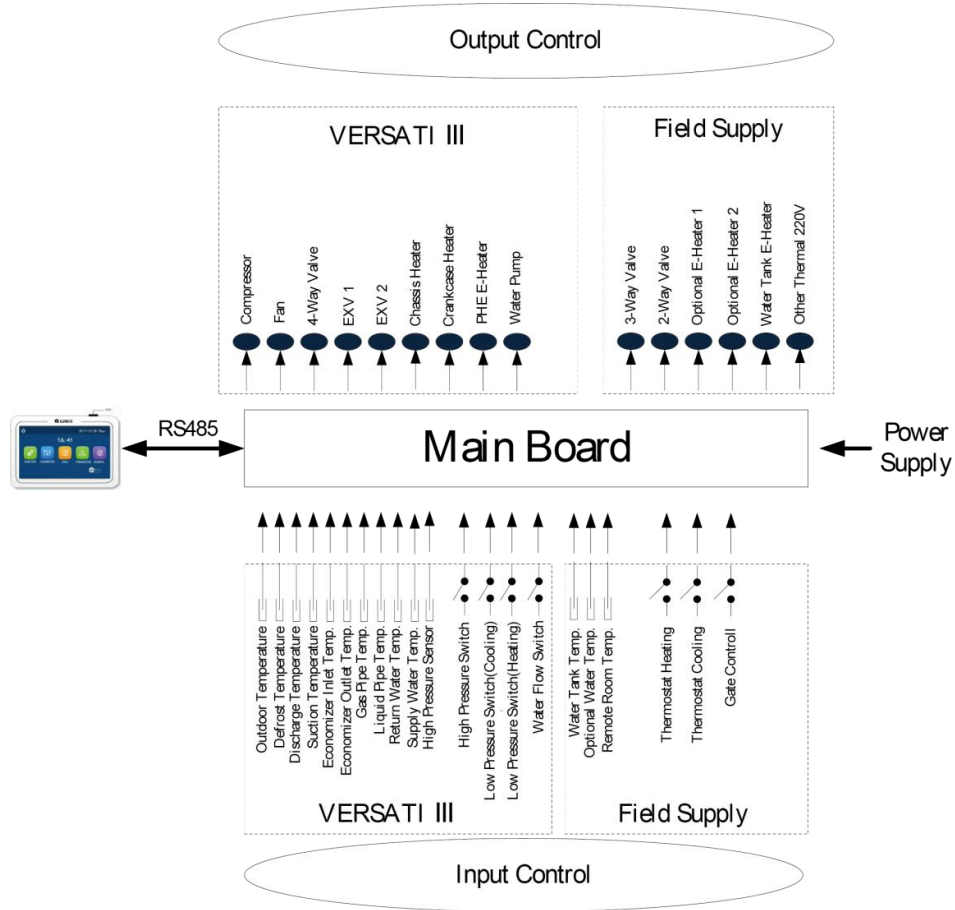 Output Control
VERSATI III
Field Supply
Compressor
Fan
4-Way Valve
EXV 1
EXV 2
Chassis Heater
Crankcase Heater
PHE E-Heater
Water Pump
3-Way Valve
2-Way Valve
Optional E-Heater 1
Optional E-Heater 2
Water Tank E-Heater
Other Thermal 220V
16:41
RS485
Main Board
Power
Supply
Outdoor Temperature
Defrost Temperature
Discharge Temperature
Suction Temperature
Economizer Inlet Temp.
Economizer Outlet Temp.
Gas Pipe Temp.
Liquid Pipe Temp.
Return Water Temp.
Supply Water Temp.
High Pressure Sensor
High Pressure Switch
Low Pressure Switch(Cooling)
Low Pressure Switch(Heating)
Water Flow Switch
Water Tank Temp.
Optional Water Temp.
Remote Room Temp.
Thermostat Heating
Thermostat Cooling
Gate Controll
VERSATI III
Field Supply
Input Control